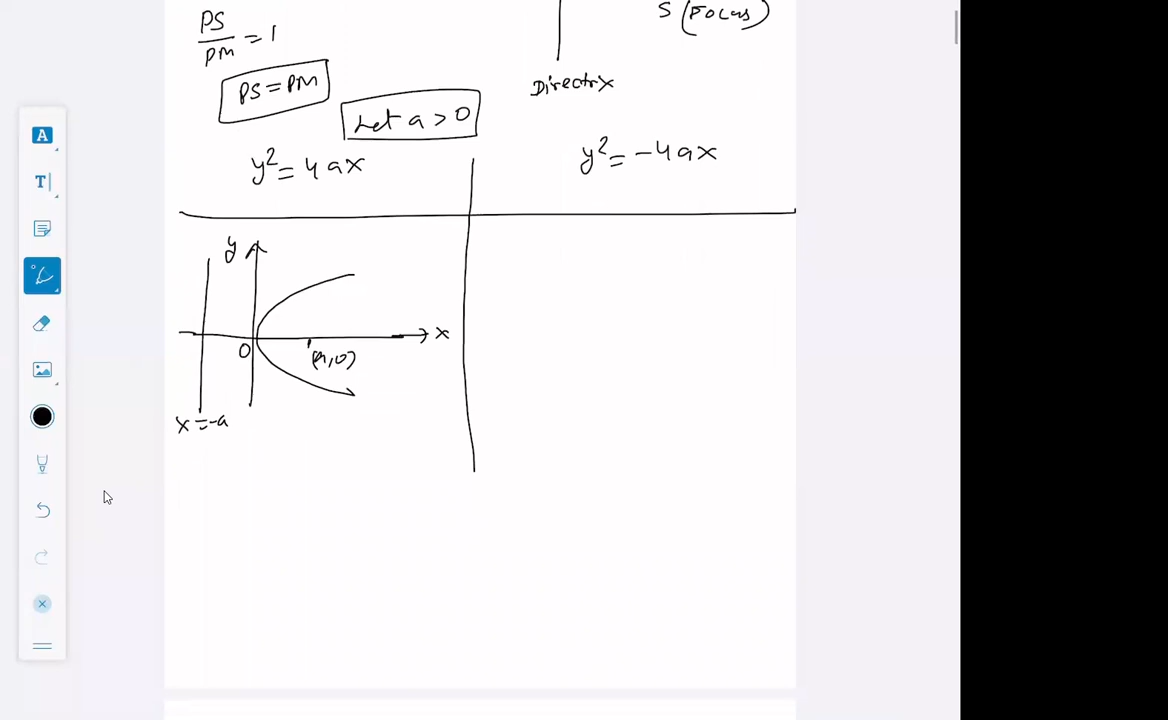 PS/PM = 1
S (Focus)
Directrix
PS = PM
Let a > 0
y² = 4ax
y² = -4ax
y
x
0
(a,0)
x = -a
A
T